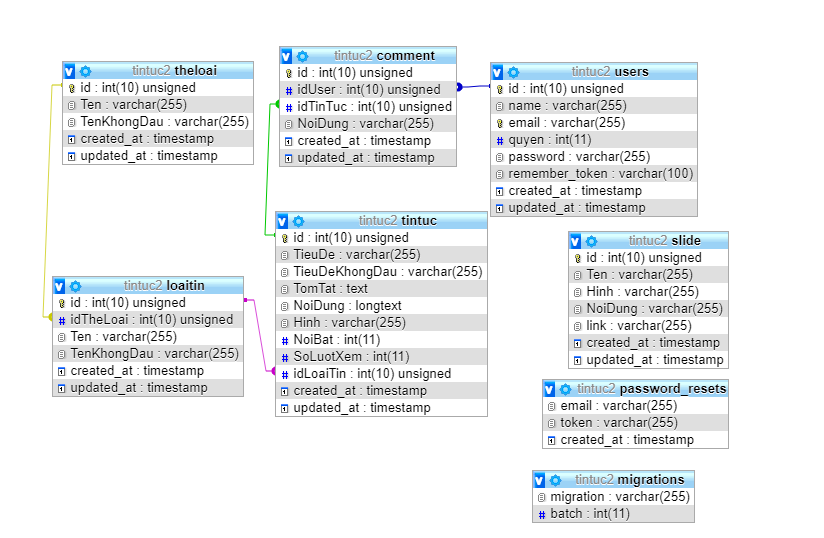 tintuc2 theloai
id : int(10) unsigned
Ten : varchar(255)
TenKhongDau : varchar(255)
created_at : timestamp
updated_at : timestamp
tintuc2 comment
id : int(10) unsigned
idUser : int(10) unsigned
idTinTuc : int(10) unsigned
NoiDung : varchar(255)
created_at : timestamp
updated_at : timestamp
tintuc2 users
id : int(10) unsigned
name : varchar(255)
email : varchar(255)
quyen : int(11)
password : varchar(255)
remember_token : varchar(100)
created_at : timestamp
updated_at : timestamp
tintuc2 loaitin
id : int(10) unsigned
idTheLoai : int(10) unsigned
Ten : varchar(255)
TenKhongDau : varchar(255)
created_at : timestamp
updated_at : timestamp
tintuc2 tintuc
id : int(10) unsigned
TieuDe : varchar(255)
TieuDeKhongDau : varchar(255)
TomTat : text
NoiDung : longtext
Hinh : varchar(255)
NoiBat : int(11)
SoLuotXem : int(11)
idLoaiTin : int(10) unsigned
created_at : timestamp
updated_at : timestamp
tintuc2 slide
id : int(10) unsigned
Ten : varchar(255)
Hinh : varchar(255)
NoiDung : varchar(255)
link : varchar(255)
created_at : timestamp
updated_at : timestamp
tintuc2 password_resets
email : varchar(255)
token : varchar(255)
created_at : timestamp
tintuc2 migrations
migration : varchar(255)
batch : int(11)